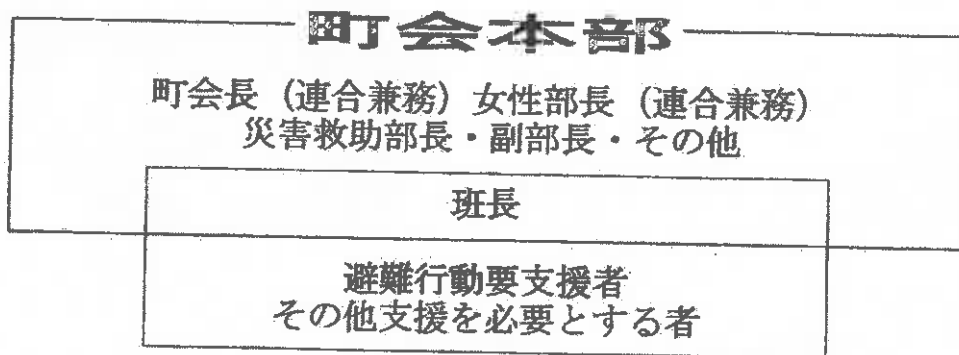 町会本部
町会長（連合兼務）女性部長（連合兼務）
災害救助部長・副部長・その他
班長
避難行動要支援者
その他支援を必要とする者